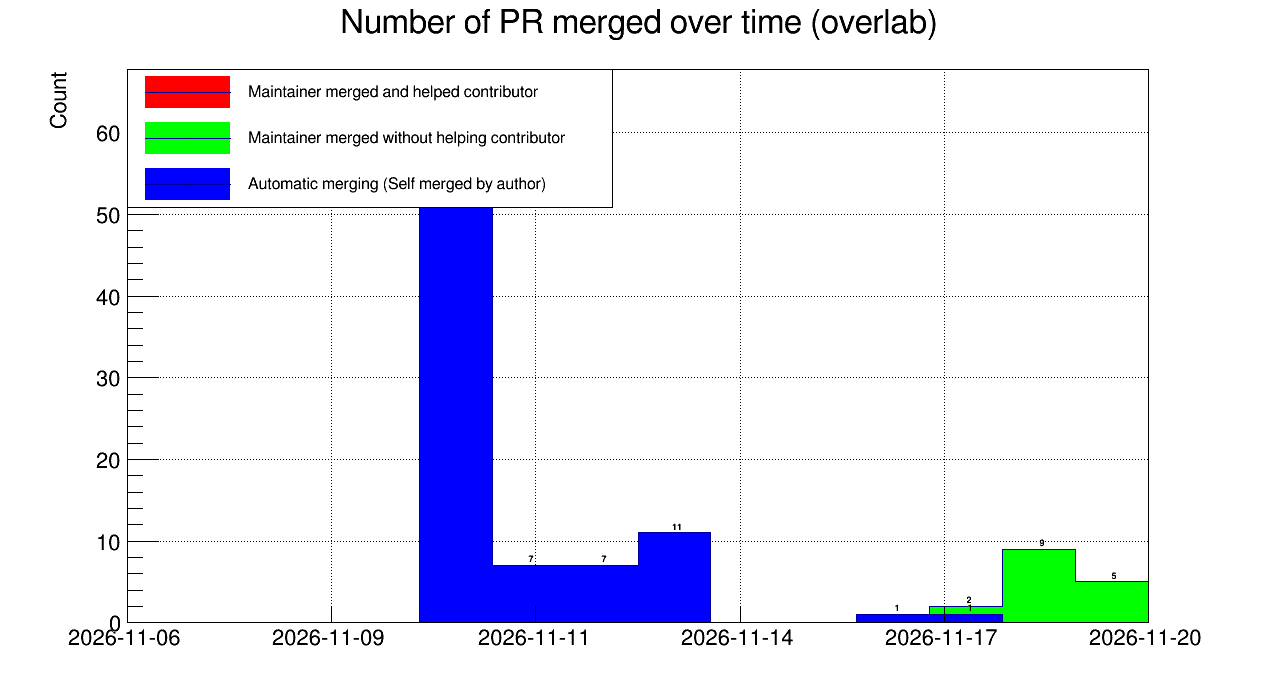 Number of PR merged over time (overlab)
Count
Maintainer merged and helped contributor
Maintainer merged without helping contributor
Automatic merging (Self merged by author)
60
50
40
30
20
10
0
11
7 7
9
5
2
1 1
2026-11-06 2026-11-09 2026-11-11 2026-11-14 2026-11-17 2026-11-20